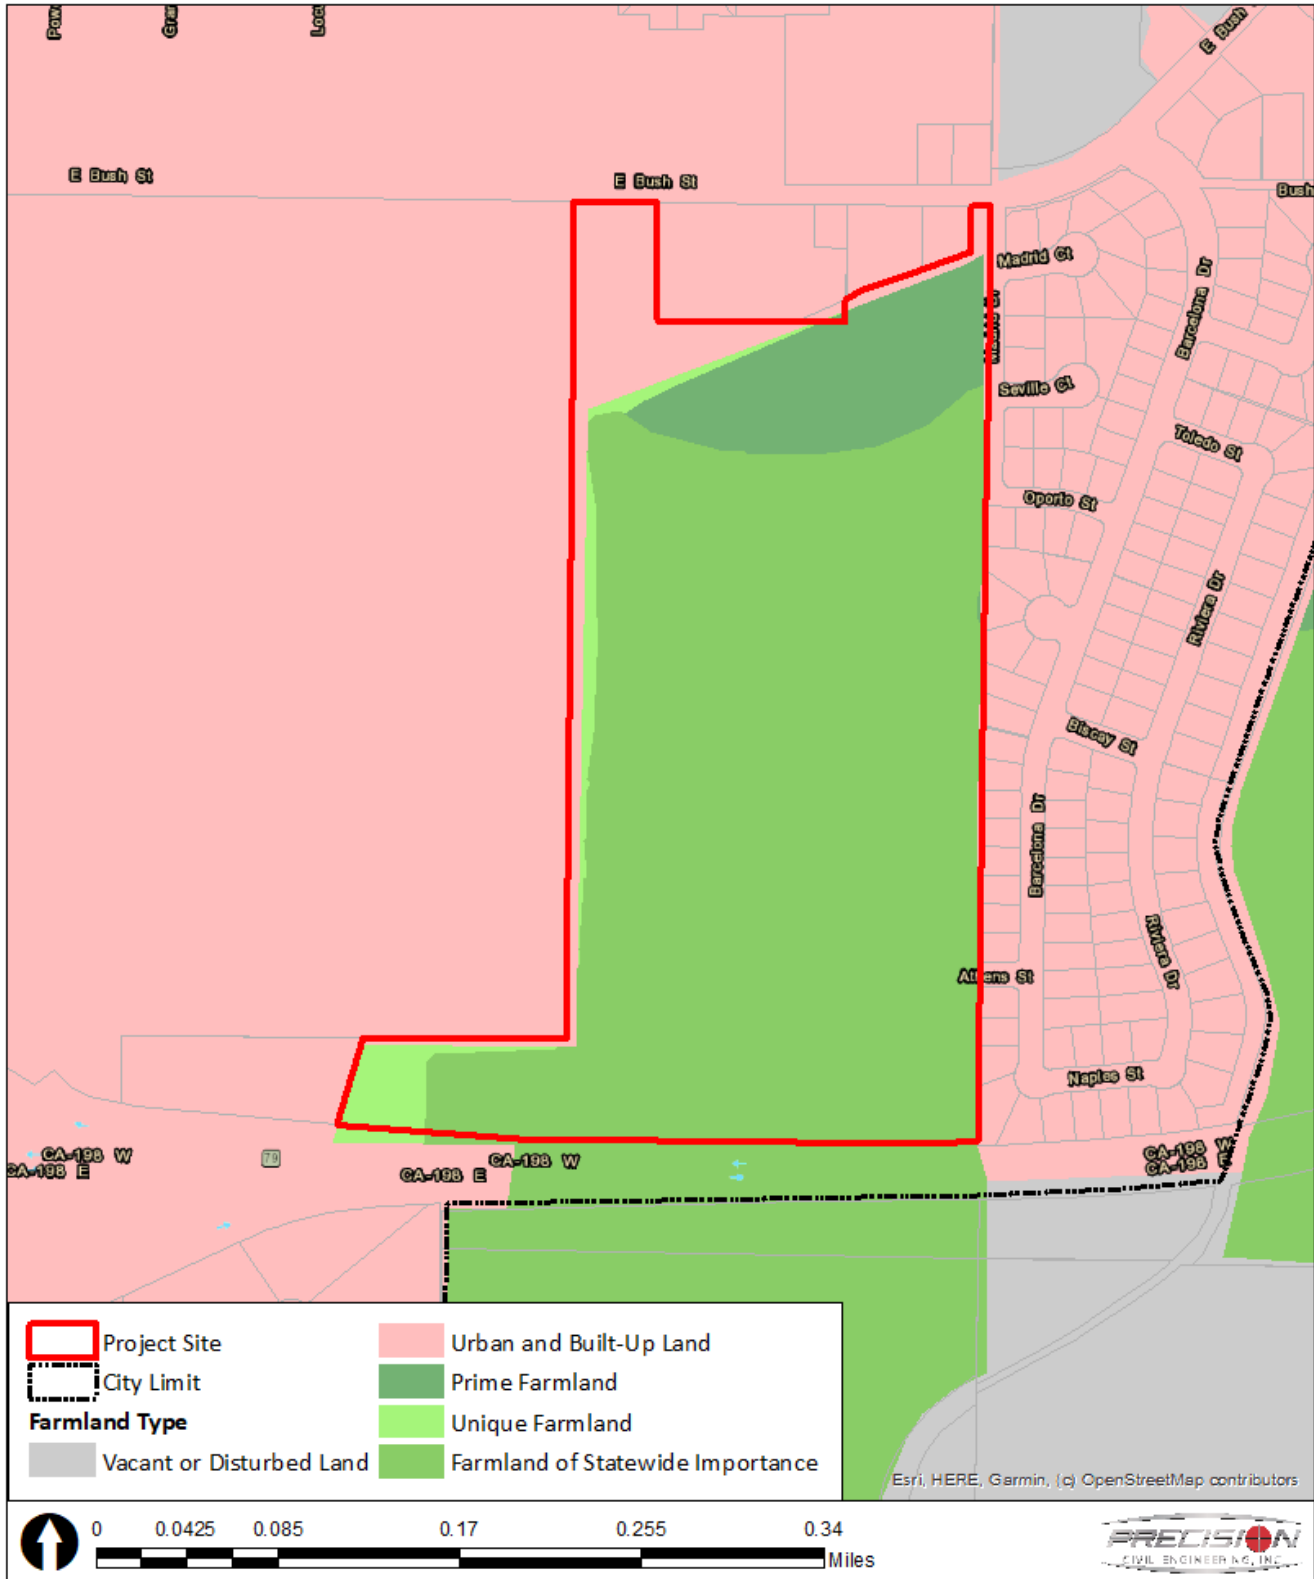 E Bush
E Bush St
E Bush St
Bush
Madrid Ct
Barcelona Dr
Seville Ct
Toledo St
Oporto St
Riviera Dr
Biscay St
Barcelona Dr
Riviera Dr
Athens St
Naples St
CA-198 W
CA-198 E
79
CA-198 E
CA-198 W
CA-198 W
CA-198 E
Project Site
City Limit
Farmland Type
Vacant or Disturbed Land
Urban and Built-Up Land
Prime Farmland
Unique Farmland
Farmland of Statewide Importance
Esri, HERE, Garmin, (c) OpenStreetMap contributors
0 0.0425 0.085 0.17 0.255 0.34
Miles
PRECISION
CIVIL ENGINEERING, INC.